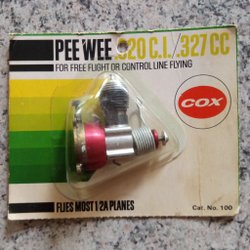 PEE WEE .020 C.I./.327 CC
FOR FREE FLIGHT OR CONTROL LINE FLYING
COX
FLIES MOST 1/2A PLANES
Cat. No. 100